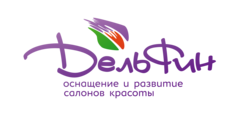 Дельфин
оснащение и развитие
салонов красоты